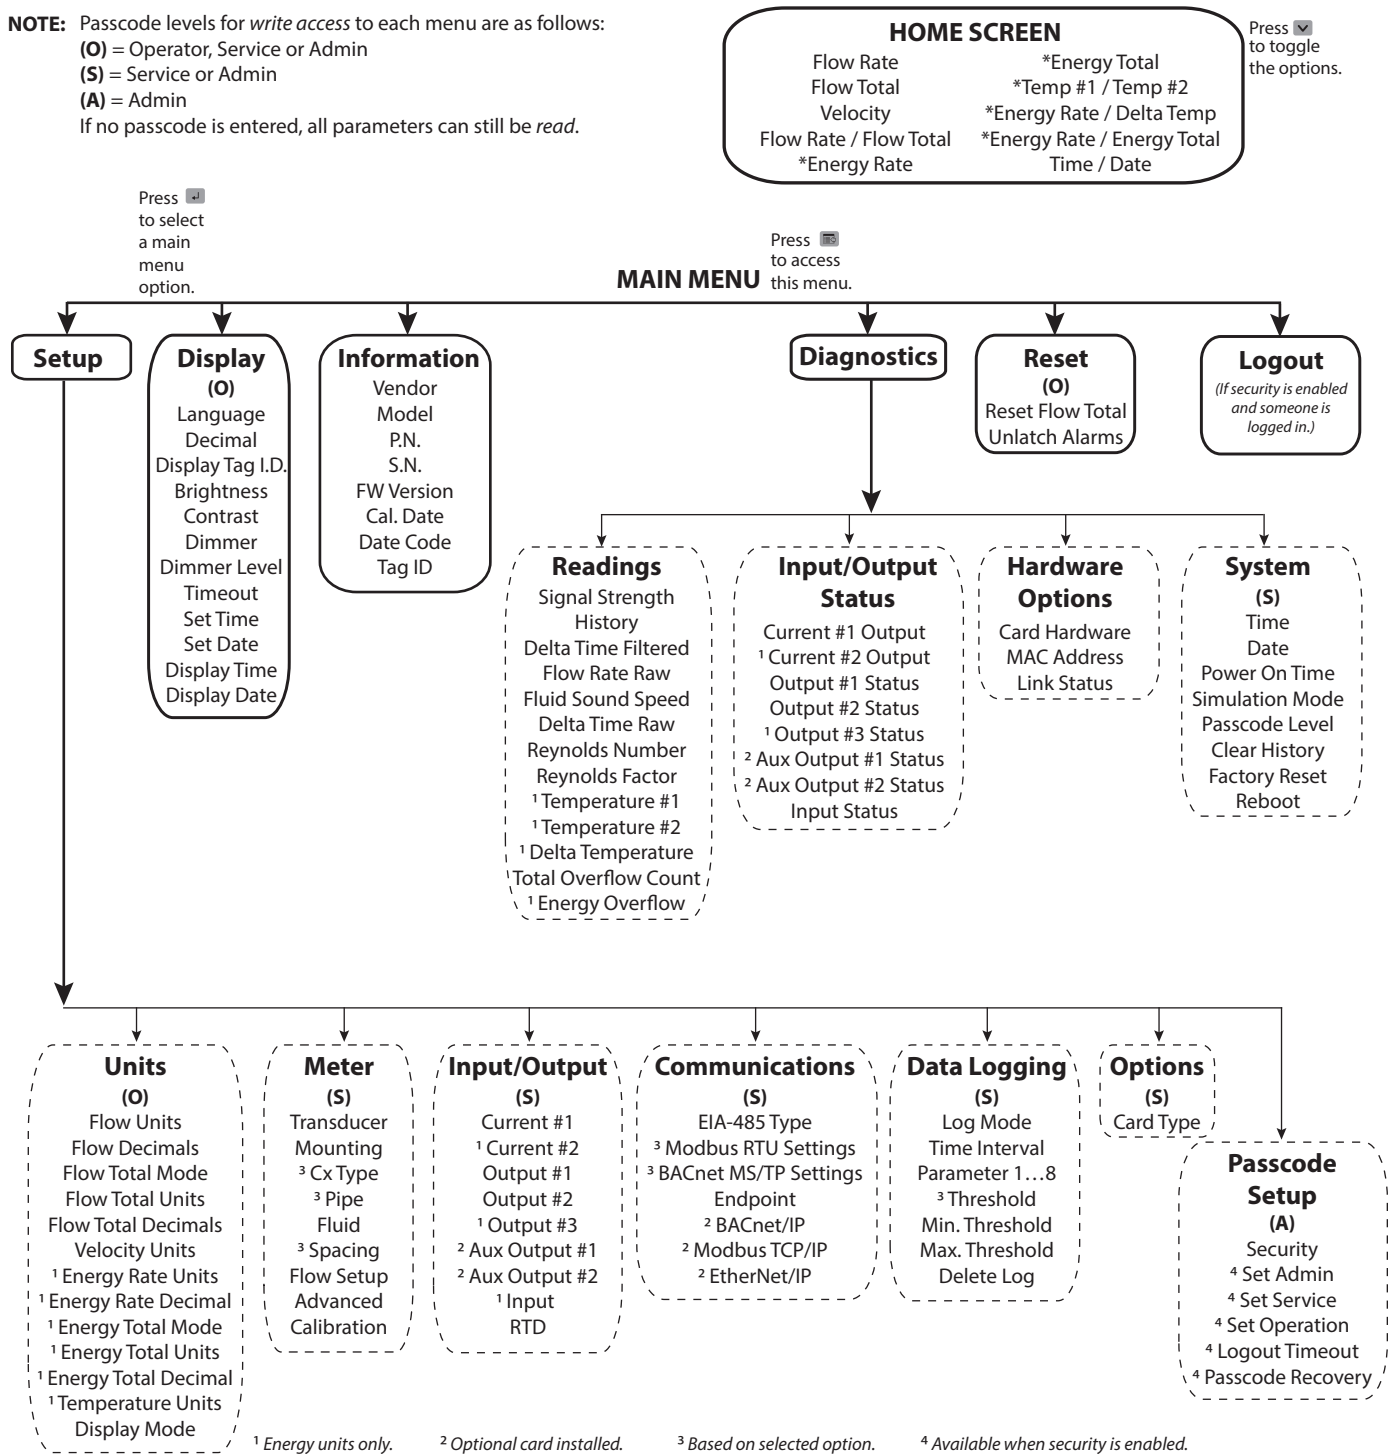 NOTE: Passcode levels for write access to each menu are as follows:
(O) = Operator, Service or Admin
(S) = Service or Admin
(A) = Admin
If no passcode is entered, all parameters can still be read.
HOME SCREEN
Flow Rate
Flow Total
Velocity
Flow Rate / Flow Total
*Energy Rate
*Energy Total
*Temp #1 / Temp #2
*Energy Rate / Delta Temp
*Energy Rate / Energy Total
Time / Date
Press
to toggle
the options.
Press
to select
a main
menu
option.
MAIN MENU
Press
to access
this menu.
Setup
Display
(O)
Language
Decimal
Display Tag I.D.
Brightness
Contrast
Dimmer
Dimmer Level
Timeout
Set Time
Set Date
Display Time
Display Date
Information
Vendor
Model
P.N.
S.N.
FW Version
Cal. Date
Date Code
Tag ID
Diagnostics
Reset
(O)
Reset Flow Total
Unlatch Alarms
Logout
(If security is enabled
and someone is
logged in.)
Readings
Signal Strength
History
Delta Time Filtered
Flow Rate Raw
Fluid Sound Speed
Delta Time Raw
Reynolds Number
Reynolds Factor
¹ Temperature #1
¹ Temperature #2
¹ Delta Temperature
Total Overflow Count
¹ Energy Overflow
Input/Output
Status
Current #1 Output
¹ Current #2 Output
Output #1 Status
Output #2 Status
¹ Output #3 Status
² Aux Output #1 Status
² Aux Output #2 Status
Input Status
Hardware
Options
Card Hardware
MAC Address
Link Status
System
(S)
Time
Date
Power On Time
Simulation Mode
Passcode Level
Clear History
Factory Reset
Reboot
Units
(O)
Flow Units
Flow Decimals
Flow Total Mode
Flow Total Units
Flow Total Decimals
Velocity Units
¹ Energy Rate Units
¹ Energy Rate Decimal
¹ Energy Total Mode
¹ Energy Total Units
¹ Energy Total Decimal
¹ Temperature Units
Display Mode
Meter
(S)
Transducer
Mounting
³ Cx Type
³ Pipe
Fluid
³ Spacing
Flow Setup
Advanced
Calibration
Input/Output
(S)
Current #1
¹ Current #2
Output #1
Output #2
¹ Output #3
² Aux Output #1
² Aux Output #2
¹ Input
RTD
Communications
(S)
EIA-485 Type
³ Modbus RTU Settings
³ BACnet MS/TP Settings
Endpoint
² BACnet/IP
² Modbus TCP/IP
² EtherNet/IP
Data Logging
(S)
Log Mode
Time Interval
Parameter 1…8
³ Threshold
Min. Threshold
Max. Threshold
Delete Log
Options
(S)
Card Type
Passcode
Setup
(A)
Security
⁴ Set Admin
⁴ Set Service
⁴ Set Operation
⁴ Logout Timeout
⁴ Passcode Recovery
¹ Energy units only. ² Optional card installed. ³ Based on selected option. ⁴ Available when security is enabled.